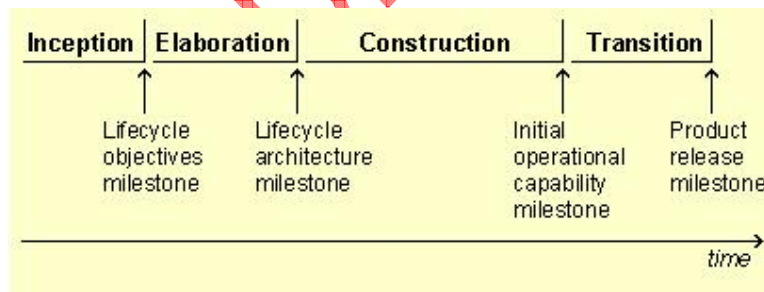 Inception Elaboration Construction Transition
Lifecycle objectives milestone
Lifecycle architecture milestone
Initial operational capability milestone
Product release milestone
time